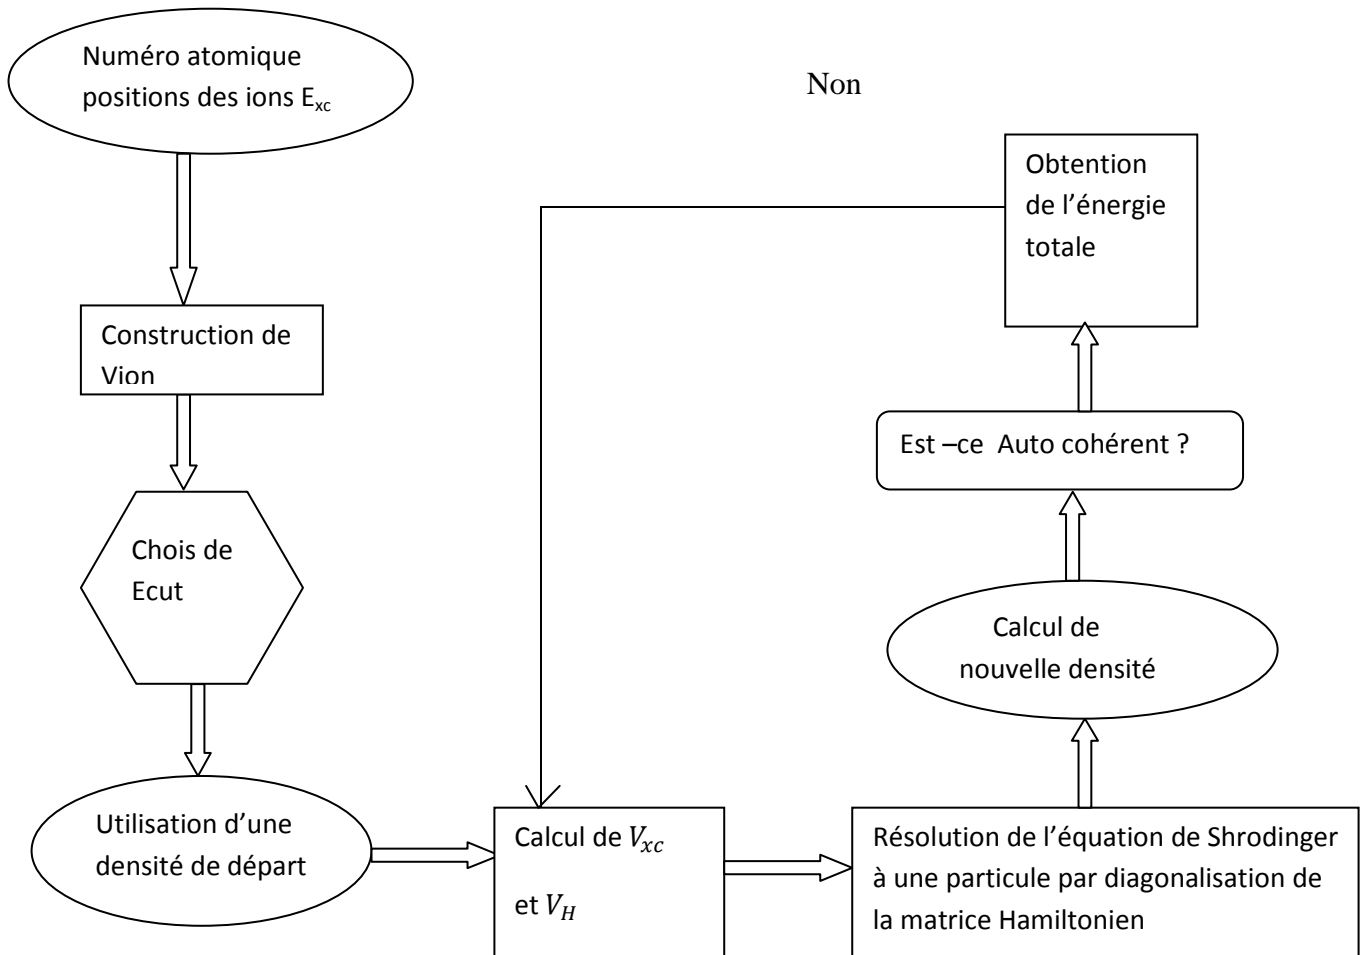 Numéro atomique
positions des ions Exc
Construction de
Vion
Chois de
Ecut
Utilisation d’une
densité de départ
Calcul de Vxc
et VH
Résolution de l’équation de Shrodinger
à une particule par diagonalisation de
la matrice Hamiltonien
Calcul de
nouvelle densité
Est –ce Auto cohérent ?
Obtention
de l’énergie
totale
Non